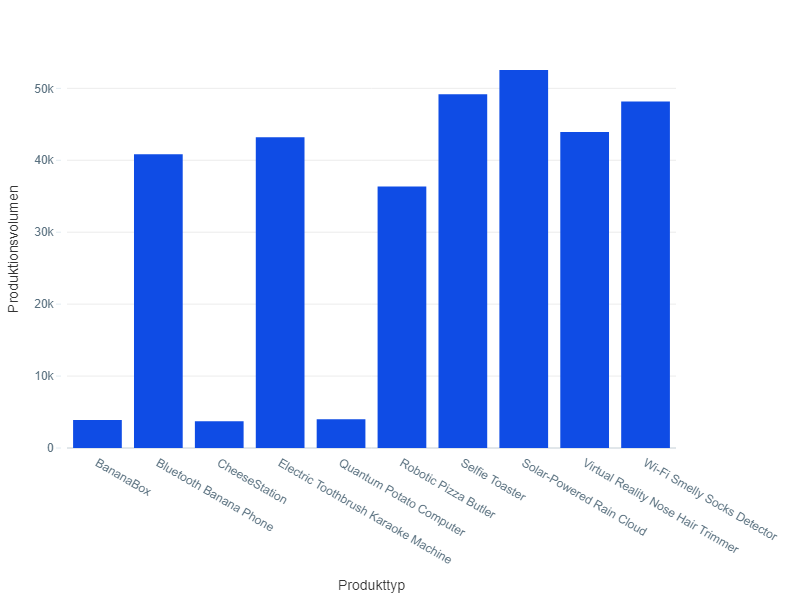 Produktionsvolumen
50k
40k
30k
20k
10k
0
BananaBox
Bluetooth Banana Phone
CheeseStation
Electric Toothbrush Karaoke Machine
Quantum Potato Computer
Robotic Pizza Butler
Selfie Toaster
Solar-Powered Rain Cloud
Virtual Reality Nose Hair Trimmer
Wi-Fi Smelly Socks Detector
Produkttyp